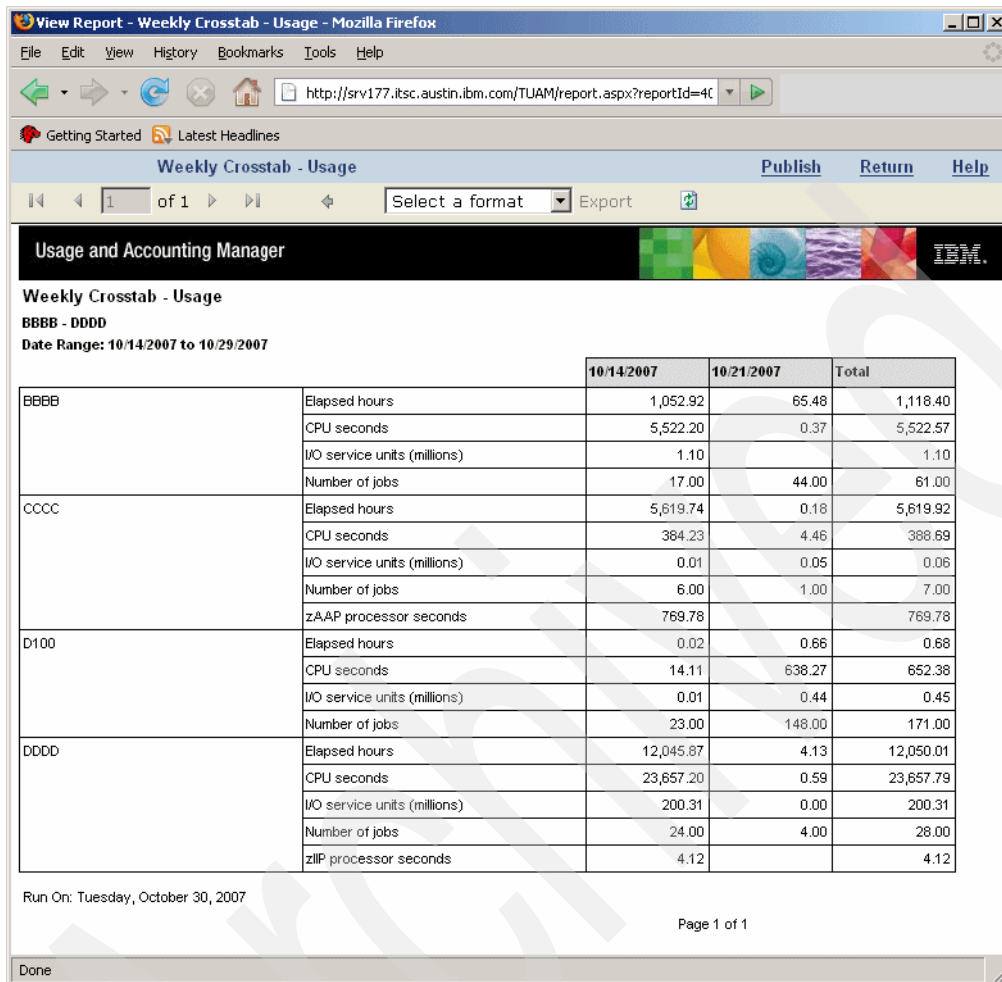 View Report - Weekly Crosstab - Usage - Mozilla Firefox
File Edit View History Bookmarks Tools Help
http://srv177.itsc.austin.ibm.com/TUAM/report.aspx?reportId=4C
Getting Started Latest Headlines
Weekly Crosstab - Usage Publish Return Help
1 of 1 Select a format Export
Usage and Accounting Manager IBM.
Weekly Crosstab - Usage
BBBB - DDDD
Date Range: 10/14/2007 to 10/29/2007
10/14/2007 10/21/2007 Total
BBBB Elapsed hours 1,052.92 65.48 1,118.40
CPU seconds 5,522.20 0.37 5,522.57
I/O service units (millions) 1.10 1.10
Number of jobs 17.00 44.00 61.00
CCCC Elapsed hours 5,619.74 0.18 5,619.92
CPU seconds 384.23 4.46 388.69
I/O service units (millions) 0.01 0.05 0.06
Number of jobs 6.00 1.00 7.00
zAAP processor seconds 769.78 769.78
D100 Elapsed hours 0.02 0.66 0.68
CPU seconds 14.11 638.27 652.38
I/O service units (millions) 0.01 0.44 0.45
Number of jobs 23.00 148.00 171.00
DDDD Elapsed hours 12,045.87 4.13 12,050.01
CPU seconds 23,657.20 0.59 23,657.79
I/O service units (millions) 200.31 0.00 200.31
Number of jobs 24.00 4.00 28.00
zIIP processor seconds 4.12 4.12
Run On: Tuesday, October 30, 2007
Page 1 of 1
Done
Archived